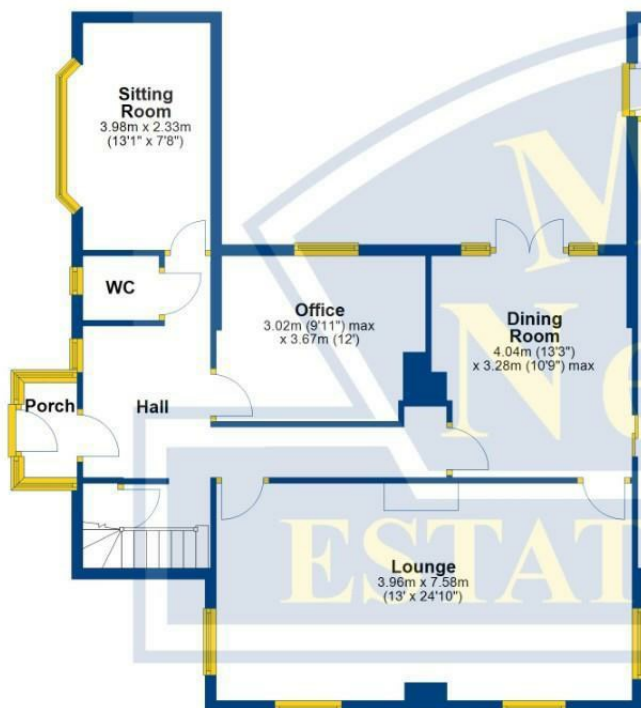 Sitting
Room
3.98m x 2.33m
(13'1" x 7'8")
WC
Office
3.02m (9'11") max
x 3.67m (12')
Dining
Room
4.04m (13'3")
x 3.28m (10'9") max
Porch
Hall
Lounge
3.96m x 7.58m
(13' x 24'10")
ESTAT